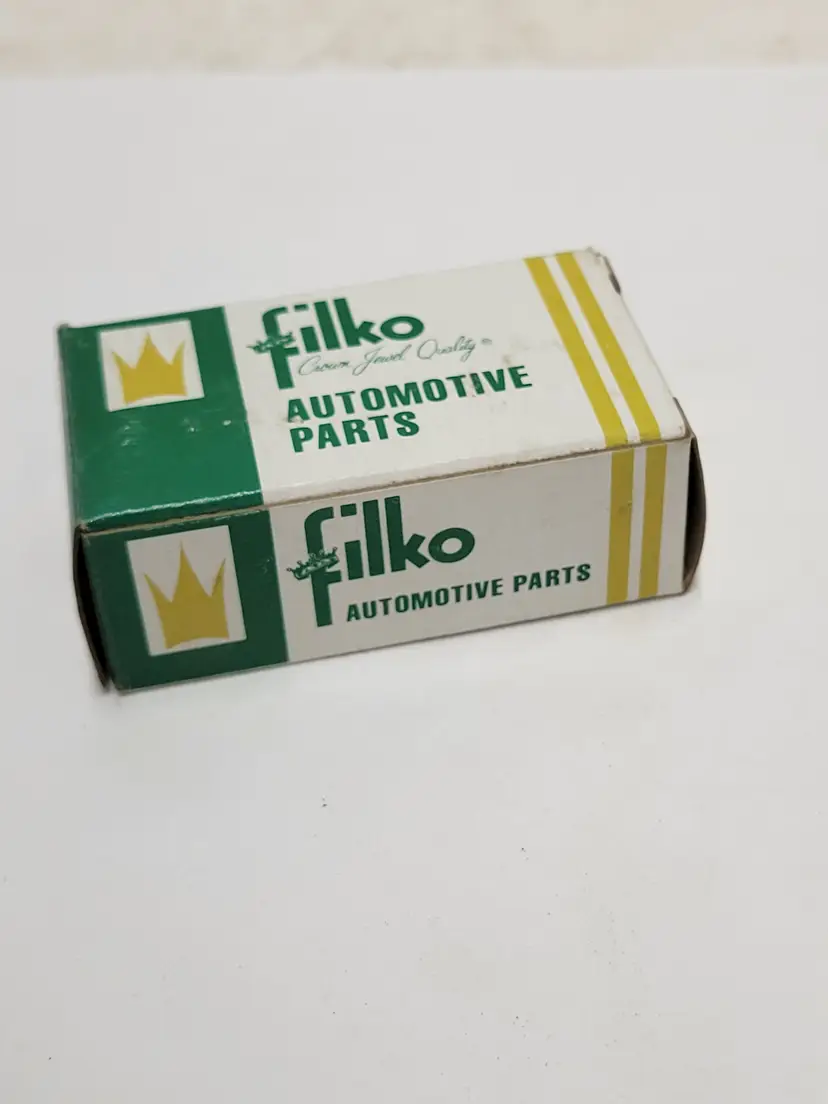 filko
Crown Jewel Quality®
AUTOMOTIVE
PARTS
filko
AUTOMOTIVE PARTS